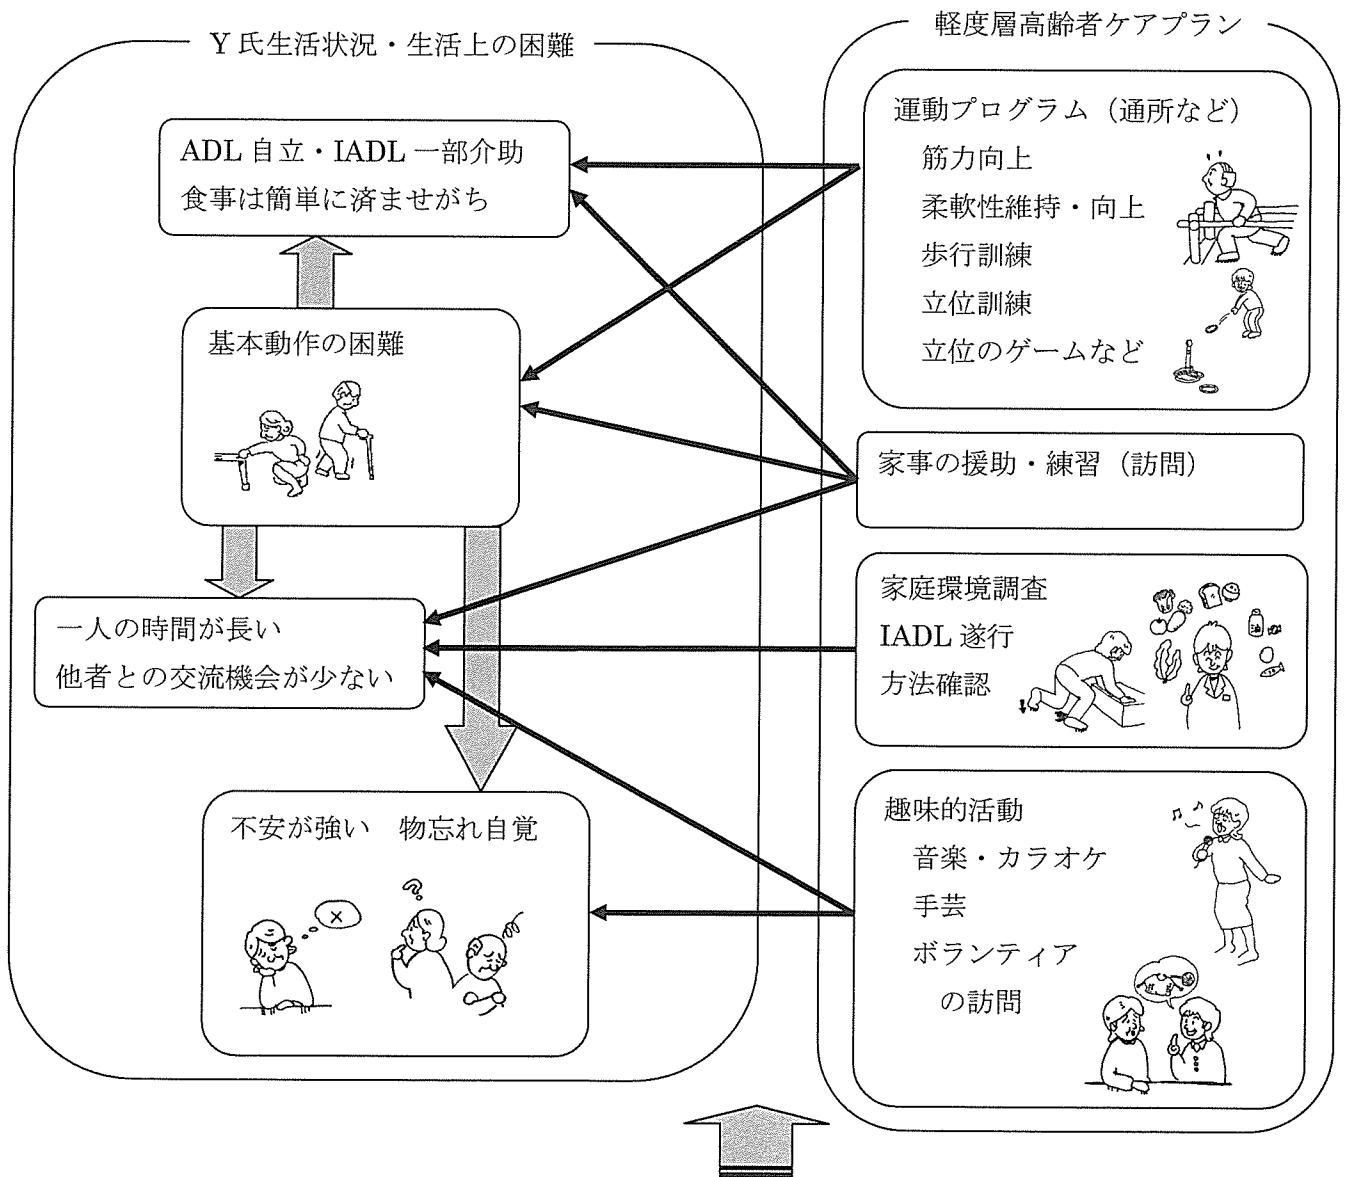 Y 氏生活状況・生活上の困難
ADL 自立・IADL 一部介助
食事は簡単に済ませがち
基本動作の困難
一人の時間が長い
他者との交流機会が少ない
不安が強い 物忘れ自覚
?
×
軽度層高齢者ケアプラン
運動プログラム（通所など）
筋力向上
柔軟性維持・向上
歩行訓練
立位訓練
立位のゲームなど
家事の援助・練習（訪問）
家庭環境調査
IADL 遂行
方法確認
趣味的活動
音楽・カラオケ
手芸
ボランティア
の訪問